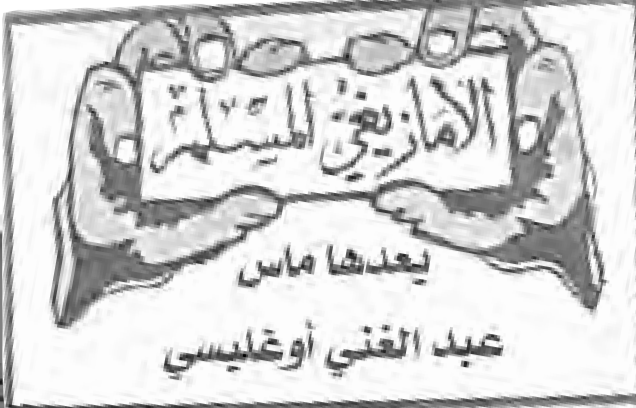 الأمازيغي المسلم
يعدها ماس
عبد الغني أوغليسي